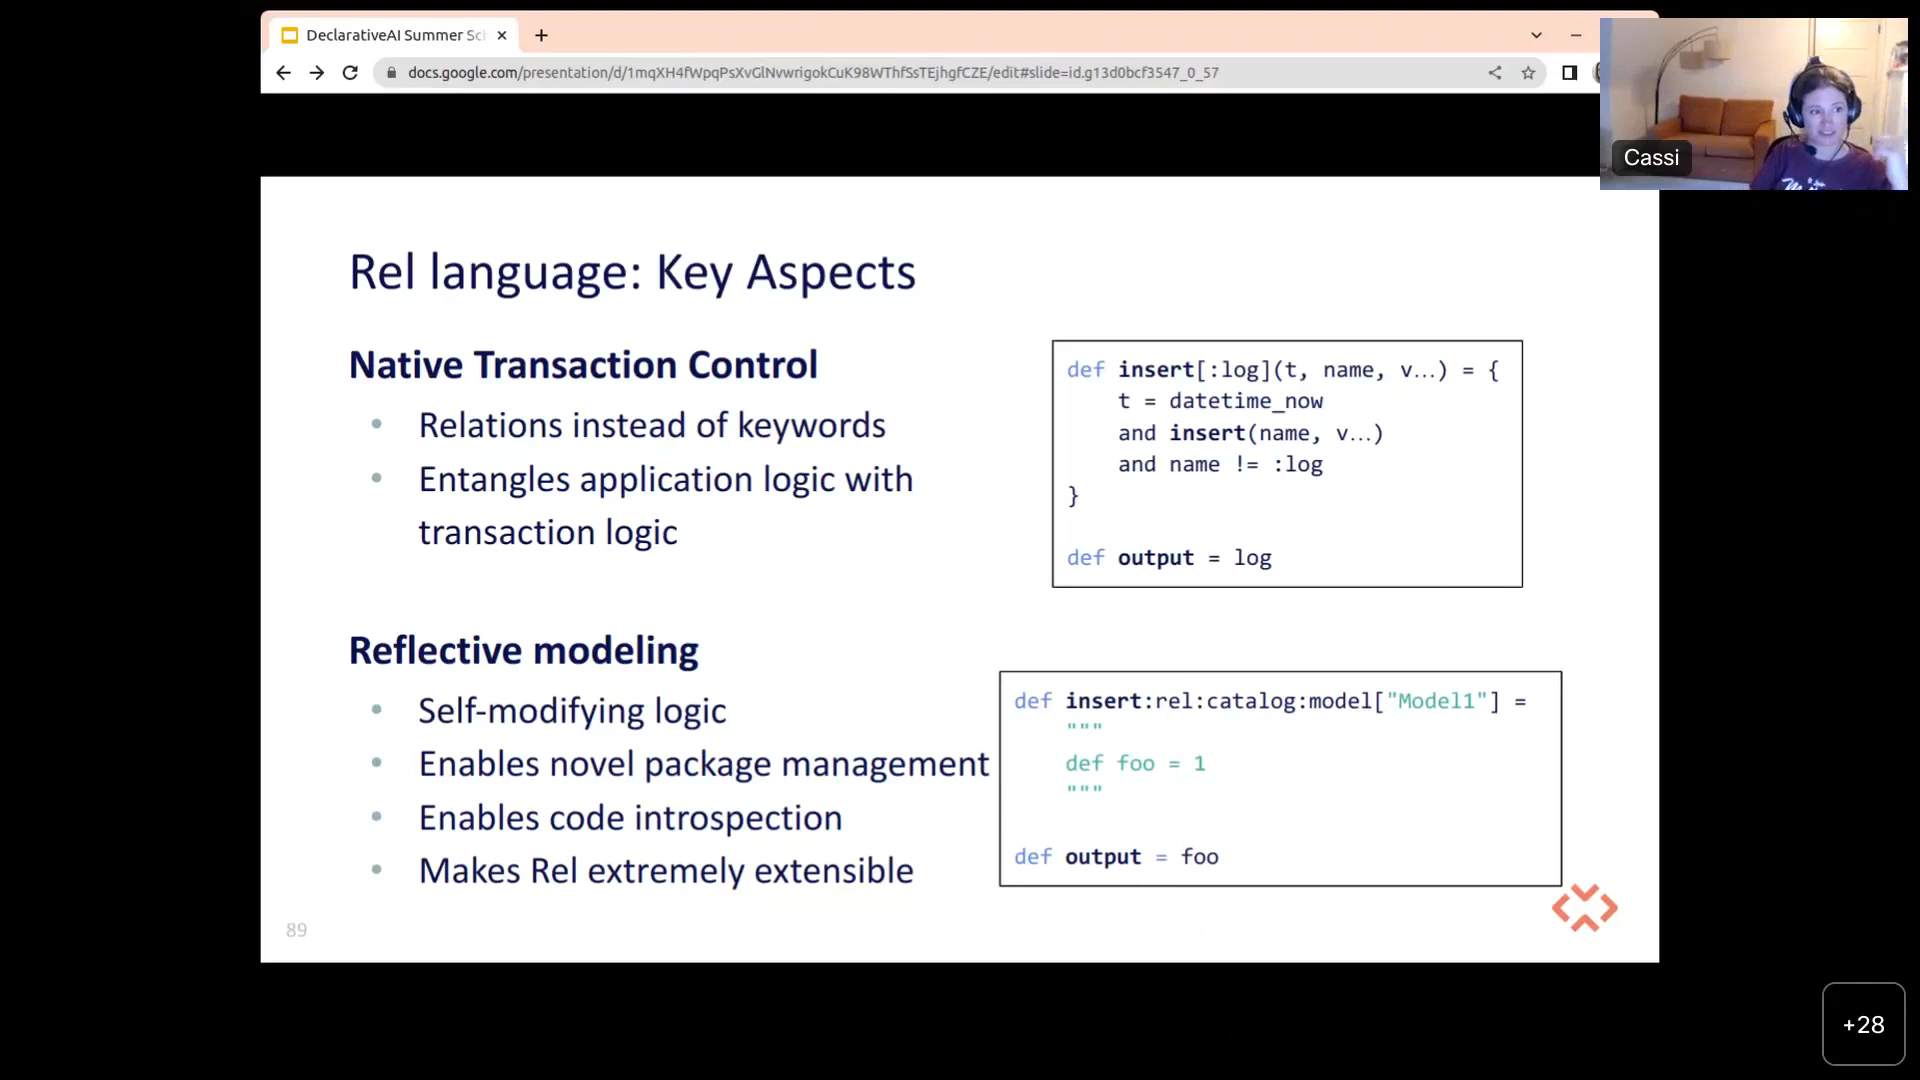 DeclarativeAI Summer Sc
docs.google.com/presentation/d/1mqXH4fWpqPsXvGlNvwrigokCuK98WThfSsTEjhgfCZE/edit#slide=id.g13d0bcf3547_0_57
Cassi
Rel language: Key Aspects
Native Transaction Control
• Relations instead of keywords
• Entangles application logic with
transaction logic
def insert[:log](t, name, v...) = {
t = datetime_now
and insert(name, v...)
and name != :log
}
def output = log
Reflective modeling
• Self-modifying logic
• Enables novel package management
• Enables code introspection
• Makes Rel extremely extensible
def insert:rel:catalog:model["Model1"] =
"""
def foo = 1
"""
def output = foo
89
+28